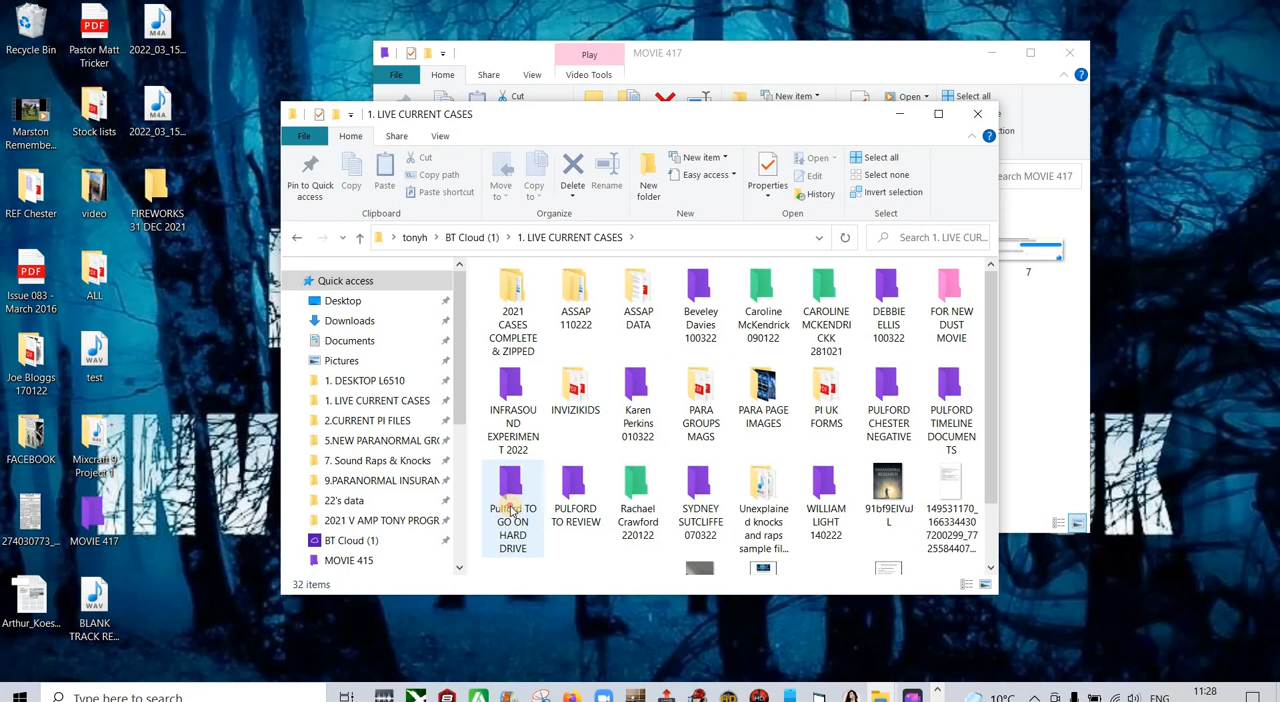 Recycle Bin
Pastor Matt
Tricker
2022_03_15...
Marston
Remembe...
Stock lists
2022_03_15...
REF Chester
video
FIREWORKS
31 DEC 2021
Issue 083 -
March 2016
ALL
Joe Bloggs
170122
test
FACEBOOK
Mixcraft 9
Project 1
274030773_...
MOVIE 417
Arthur_Koes...
BLANK
TRACK RE...
Play
MOVIE 417
File
Home
Share
View
Video Tools
Cut
New item
Open
Select all
1. LIVE CURRENT CASES
File
Home
Share
View
Pin to Quick
access
Copy
Paste
Cut
Copy path
Paste shortcut
Clipboard
Move
to
Copy
to
Delete
Rename
Organize
New
folder
New item
Easy access
New
Properties
Open
Edit
History
Open
Select all
Select none
Invert selection
Select
earch MOVIE 417
tonyh
BT Cloud (1)
1. LIVE CURRENT CASES
Search 1. LIVE CUR...
Quick access
Desktop
Downloads
Documents
Pictures
1. DESKTOP L6510
1. LIVE CURRENT CASES
2.CURRENT PI FILES
5.NEW PARANORMAL GRO
7. Sound Raps & Knocks
9.PARANORMAL INSURAN
22's data
2021 V AMP TONY PROGR
BT Cloud (1)
MOVIE 415
2021
CASES
COMPLETE
& ZIPPED
ASSAP
110222
ASSAP
DATA
Beveley
Davies
100322
Caroline
McKendrick
090122
CAROLINE
MCKENDRI
CKK
281021
DEBBIE
ELLIS
100322
FOR NEW
DUST
MOVIE
INFRASOU
ND
EXPERIMEN
T 2022
INVIZIKIDS
Karen
Perkins
010322
PARA
GROUPS
MAGS
PARA PAGE
IMAGES
PI UK
FORMS
PULFORD
CHESTER
NEGATIVE
PULFORD
TIMELINE
DOCUMEN
TS
Pulford TO
GO ON
HARD
DRIVE
PULFORD
TO REVIEW
Rachael
Crawford
220122
SYDNEY
SUTCLIFFE
070322
Unexplaine
d knocks
and raps
sample fil...
WILLIAM
LIGHT
140222
91bf9EIVuJ
L
149531170_
166334430
7200299_77
25584407...
7
32 items
Type here to search
10°C
ENG
11:28